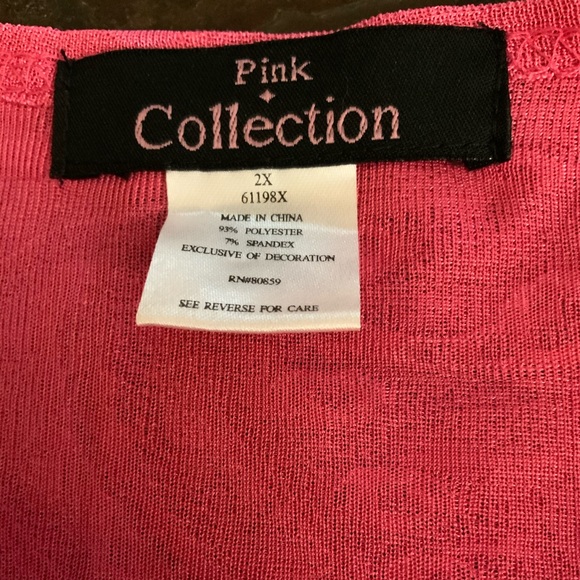 Pink
Collection
2X
61198X
MADE IN CHINA
93% POLYESTER
7% SPANDEX
EXCLUSIVE OF DECORATION
RN#80859
SEE REVERSE FOR CARE